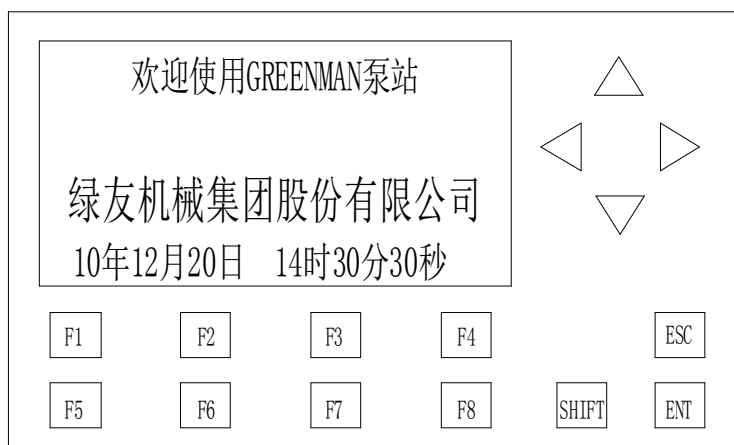 欢迎使用GREENMAN泵站
绿友机械集团股份有限公司
10年12月20日 14时30分30秒
F1 F2 F3 F4 ESC
F5 F6 F7 F8 SHIFT ENT